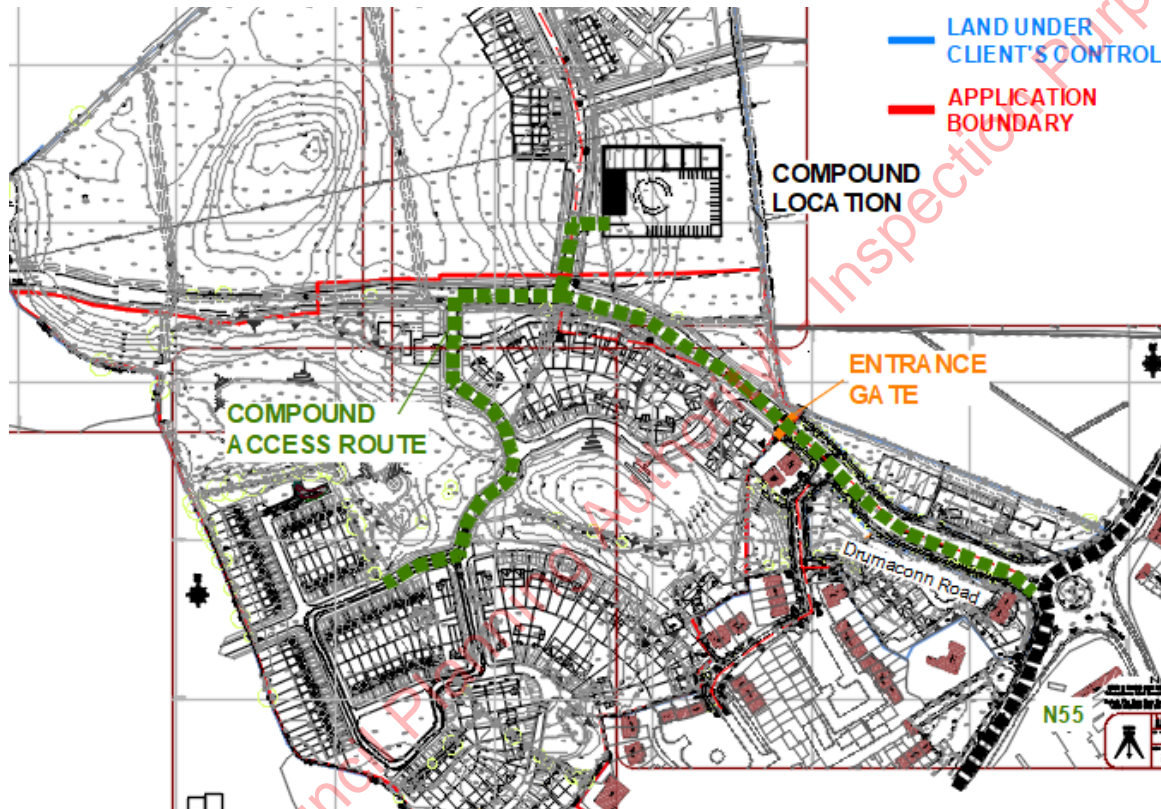 LAND UNDER
CLIENT'S CONTROL
APPLICATION
BOUNDARY
COMPOUND
LOCATION
ENTRANCE
GATE
COMPOUND
ACCESS ROUTE
Drumaconn Road
N55
Planning Authority. Inspection Purp